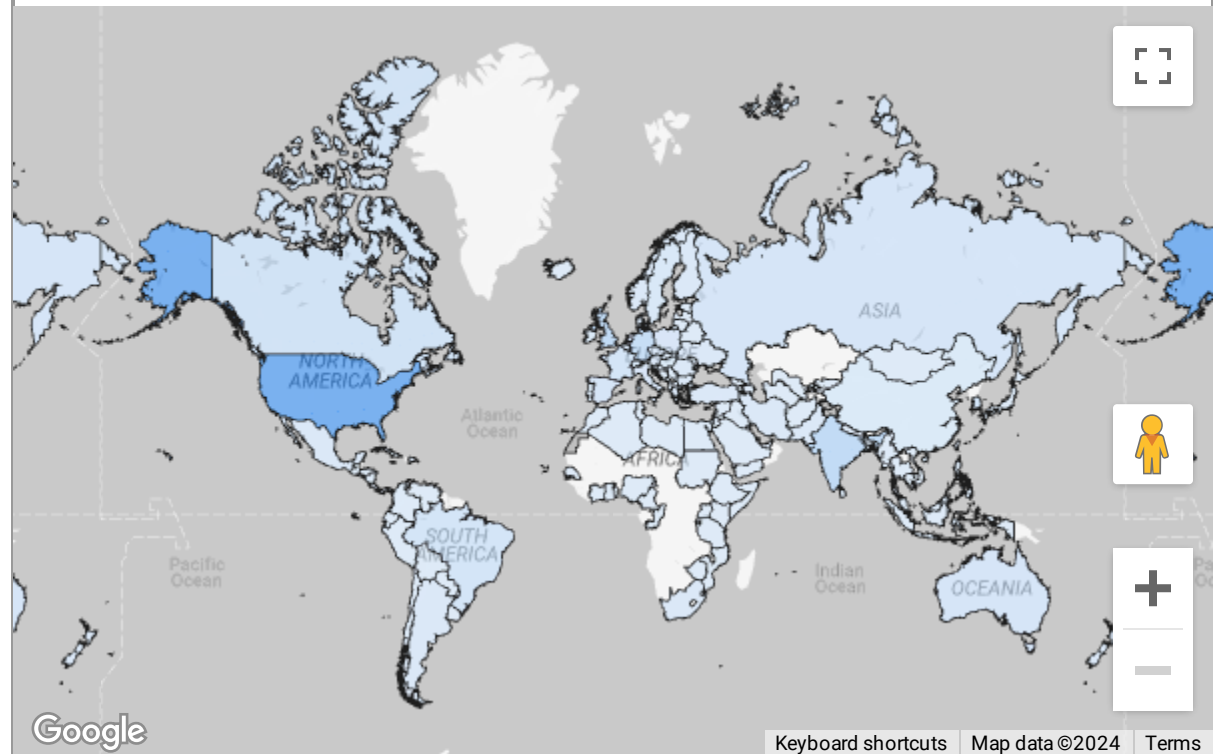 ASIA
NORTH
AMERICA
EUROPE
Atlantic
Ocean
AFRICA
SOUTH
AMERICA
Pacific
Ocean
Indian
Ocean
OCEANIA
Google
Keyboard shortcuts
Map data ©2024
Terms